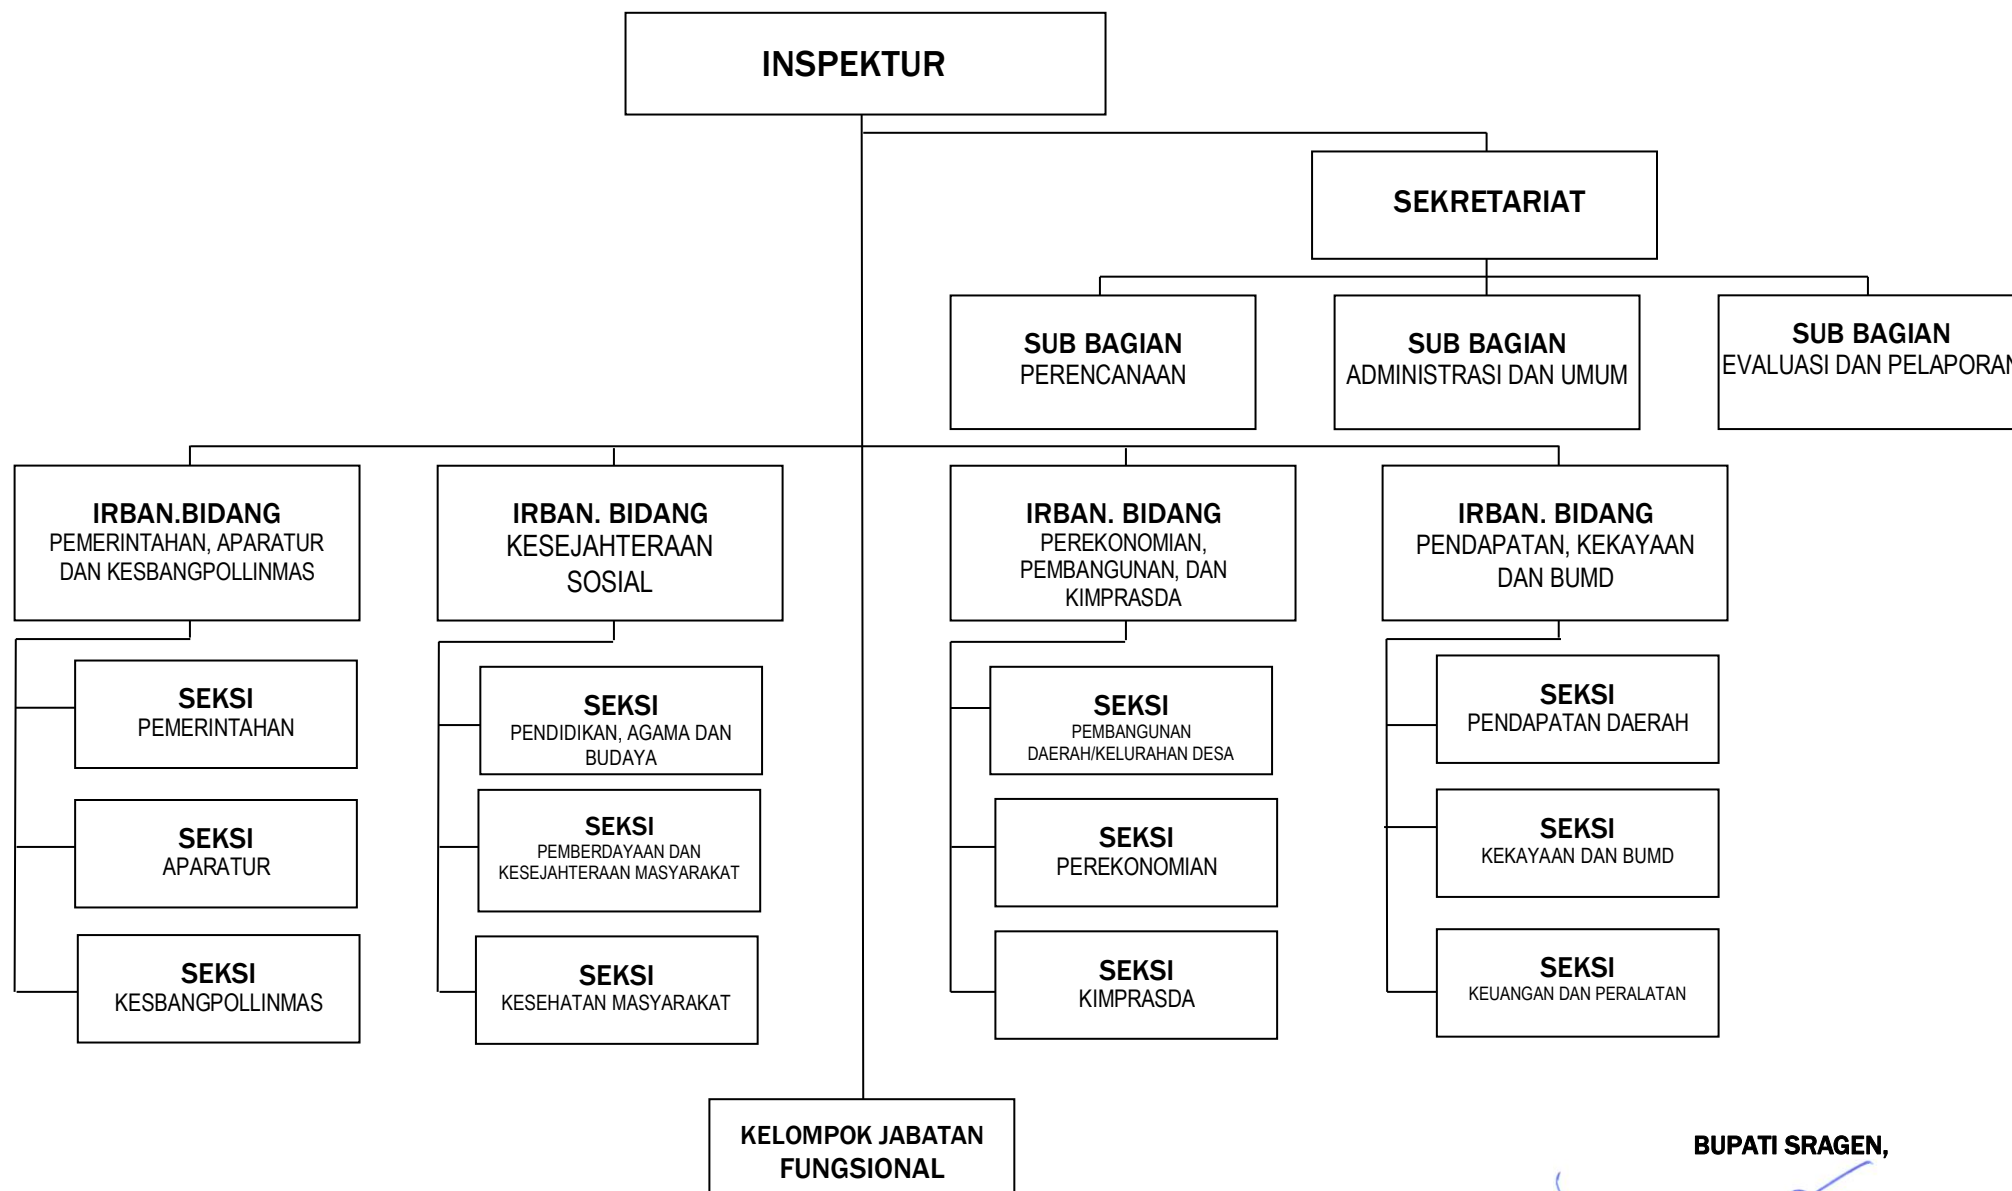 INSPEKTUR
SEKRETARIAT
SUB BAGIAN
PERENCANAAN
SUB BAGIAN
ADMINISTRASI DAN UMUM
SUB BAGIAN
EVALUASI DAN PELAPORAN
IRBAN.BIDANG
PEMERINTAHAN, APARATUR
DAN KESBANGPOLLINMAS
IRBAN. BIDANG
KESEJAHTERAAN
SOSIAL
IRBAN. BIDANG
PEREKONOMIAN,
PEMBANGUNAN, DAN
KIMPRASDA
IRBAN. BIDANG
PENDAPATAN, KEKAYAAN
DAN BUMD
SEKSI
PEMERINTAHAN
SEKSI
APARATUR
SEKSI
KESBANGPOLLINMAS
SEKSI
PENDIDIKAN, AGAMA DAN
BUDAYA
SEKSI
PEMBERDAYAAN DAN
KESEJAHTERAAN MASYARAKAT
SEKSI
KESEHATAN MASYARAKAT
SEKSI
PEMBANGUNAN
DAERAH/KELURAHAN DESA
SEKSI
PEREKONOMIAN
SEKSI
KIMPRASDA
SEKSI
PENDAPATAN DAERAH
SEKSI
KEKAYAAN DAN BUMD
SEKSI
KEUANGAN DAN PERALATAN
KELOMPOK JABATAN
FUNGSIONAL
BUPATI SRAGEN,